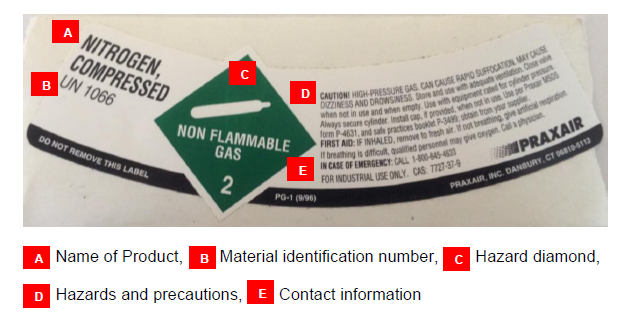 A
NITROGEN,
COMPRESSED
B
UN 1066
C
NON FLAMMABLE
GAS
2
D
CAUTION! HIGH-PRESSURE GAS. CAN CAUSE RAPID SUFFOCATION. MAY CAUSE
DIZZINESS AND DROWSINESS. Store and use with adequate ventilation. Close valve
when not in use and when empty. Use with equipment rated for cylinder pressure.
Always secure cylinder. Install cap, if provided, when not in use. Use per Praxair MSDS
form P-4631, and safe practices booklet P-3499, obtain from your supplier.
FIRST AID: IF INHALED, remove to fresh air. If not breathing, give artificial respiration.
If breathing is difficult, qualified personnel may give oxygen. Call a physician.
E
IN CASE OF EMERGENCY: CALL 1-800-645-4633
FOR INDUSTRIAL USE ONLY. CAS: 7727-37-9
PRAXAIR
DO NOT REMOVE THIS LABEL
PG-1 (9/96)
PRAXAIR, INC. DANBURY, CT 06810-5113
A Name of Product, B Material identification number, C Hazard diamond,
D Hazards and precautions, E Contact information